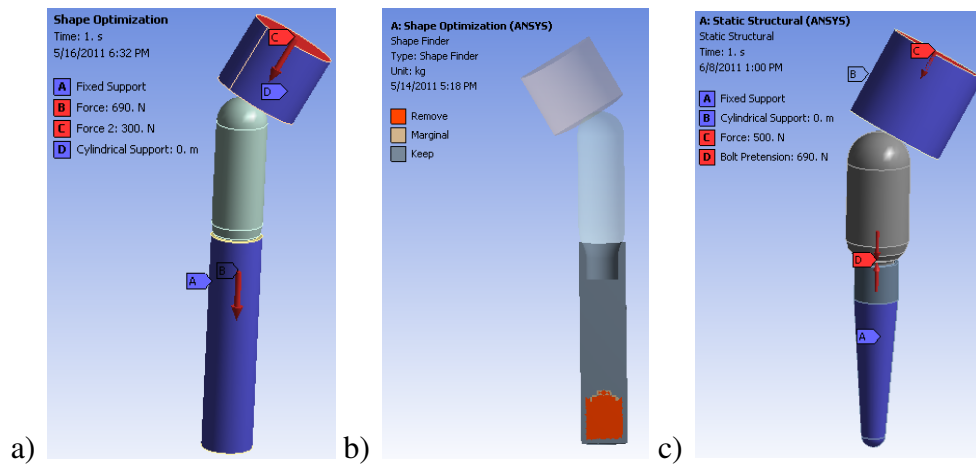 Shape Optimization
Time: 1. s
5/16/2011 6:32 PM
A Fixed Support
B Force: 690. N
C Force 2: 300. N
D Cylindrical Support: 0. m
C
D
B
A
a)
A: Shape Optimization (ANSYS)
Shape Finder
Type: Shape Finder
Unit: kg
5/14/2011 5:18 PM
Remove
Marginal
Keep
b)
A: Static Structural (ANSYS)
Static Structural
Time: 1. s
6/8/2011 1:00 PM
A Fixed Support
B Cylindrical Support: 0. m
C Force: 500. N
D Bolt Pretension: 690. N
C
B
D
A
c)